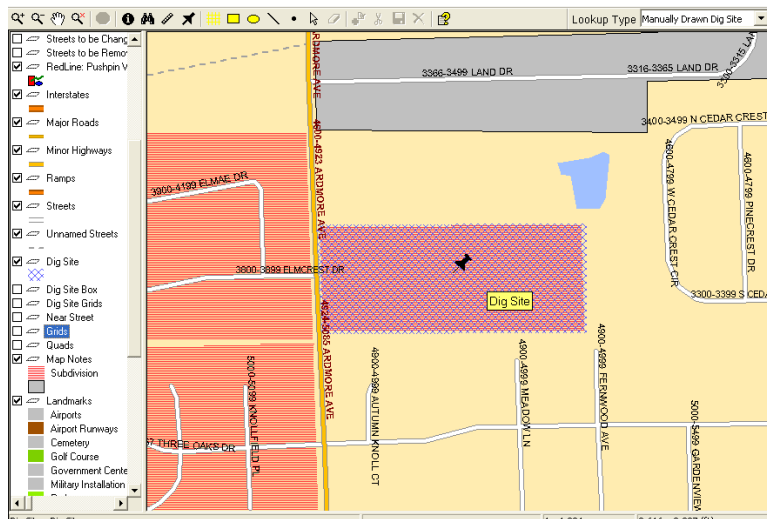 Lookup Type Manually Drawn Dig Site
Streets to be Chang
Streets to be Remo
RedLine: Pushpin V
Interstates
Major Roads
Minor Highways
Ramps
Streets
Unnamed Streets
Dig Site
Dig Site Box
Dig Site Grids
Near Street
Grids
Quads
Map Notes
Subdivision
Landmarks
Airports
Airport Runways
Cemetery
Golf Course
Government Cente
Military Installation
ARDMORE AVE
3366-3499 LAND DR
3316-3365 LAND DR
3300-3315 LAN
3400-3499 N CEDAR CREST
4800-4923 ARDMORE AVE
4600-4799 W CEDAR CREST CIR
4600-4799 PINECREST DR
3900-4199 ELMAE DR
3800-3899 ELMCREST DR
Dig Site
3300-3399 S CEDA
4924-5085 ARDMORE AVE
5000-5099 KNOLLFIELD PL
4900-4999 AUTUMN KNOLL CT
4900-4999 MEADOW LN
4900-4999 FERNWOOD AVE
5000-5499 GARDENVIEW
THREE OAKS DR